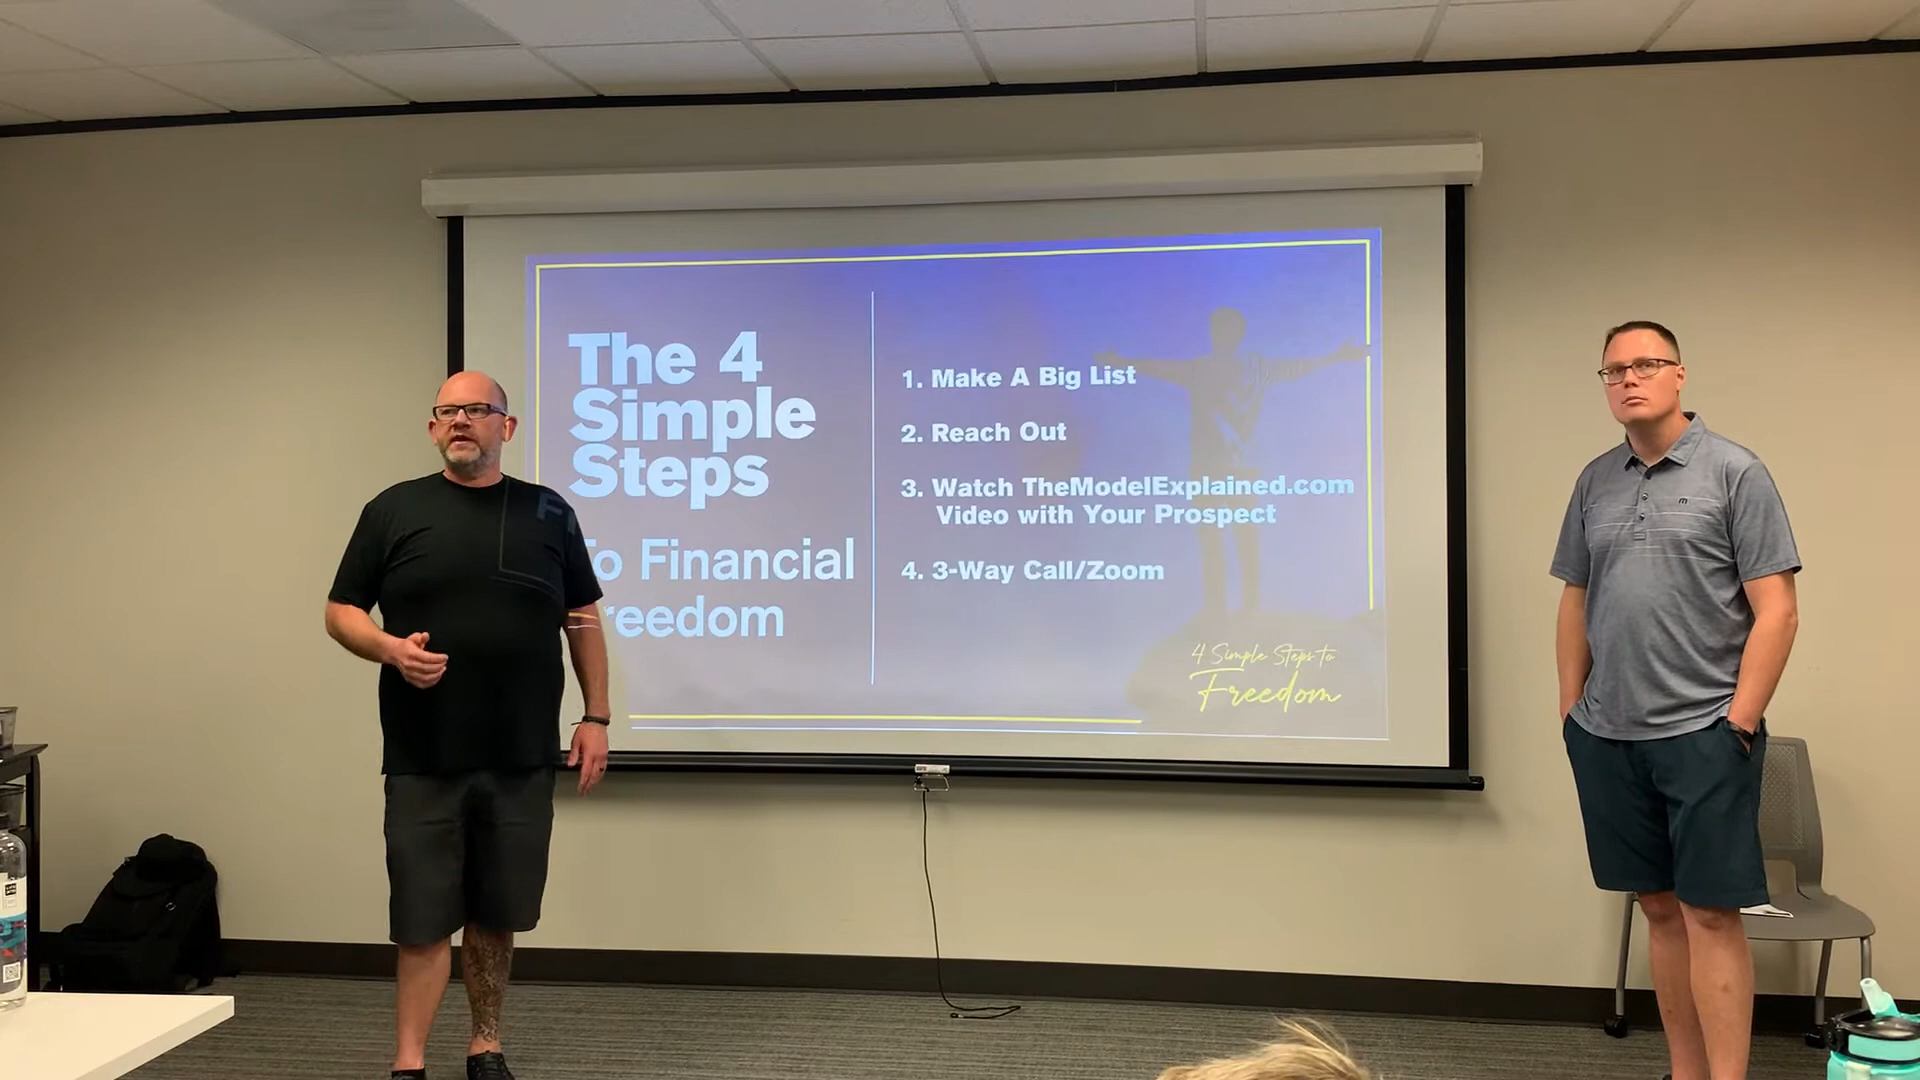 The 4
Simple
Steps
To Financial
Freedom
1. Make A Big List
2. Reach Out
3. Watch TheModelExplained.com
Video with Your Prospect
4. 3-Way Call/Zoom
4 Simple Steps to
Freedom